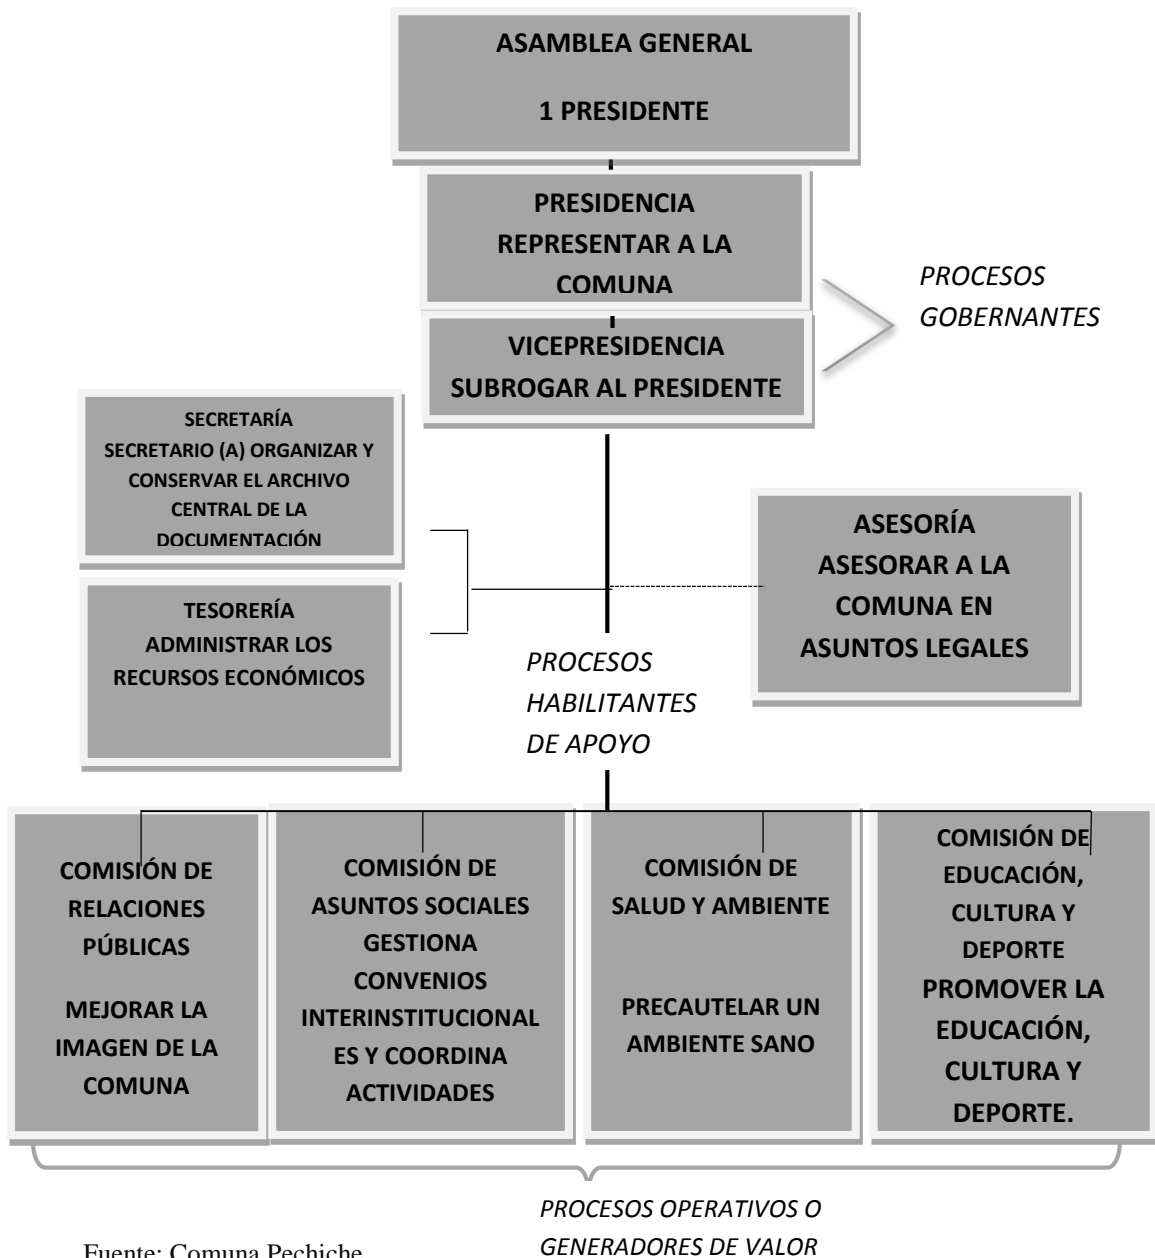 ASAMBLEA GENERAL
1 PRESIDENTE
PRESIDENCIA
REPRESENTAR A LA
COMUNA
VICEPRESIDENCIA
SUBROGAR AL PRESIDENTE
PROCESOS
GOBERNANTES
SECRETARÍA
SECRETARIO (A) ORGANIZAR Y
CONSERVAR EL ARCHIVO
CENTRAL DE LA
DOCUMENTACIÓN
TESORERÍA
ADMINISTRAR LOS
RECURSOS ECONÓMICOS
ASESORÍA
ASESORAR A LA
COMUNA EN
ASUNTOS LEGALES
PROCESOS
HABILITANTES
DE APOYO
COMISIÓN DE
RELACIONES
PÚBLICAS
MEJORAR LA
IMAGEN DE LA
COMUNA
COMISIÓN DE
ASUNTOS SOCIALES
GESTIONA
CONVENIOS
INTERINSTITUCIONAL
ES Y COORDINA
ACTIVIDADES
COMISIÓN DE
SALUD Y AMBIENTE
PRECAUTELAR UN
AMBIENTE SANO
COMISIÓN DE
EDUCACIÓN,
CULTURA Y
DEPORTE
PROMOVER LA
EDUCACIÓN,
CULTURA Y
DEPORTE.
PROCESOS OPERATIVOS O
GENERADORES DE VALOR
Fuente: Comuna Pechiche